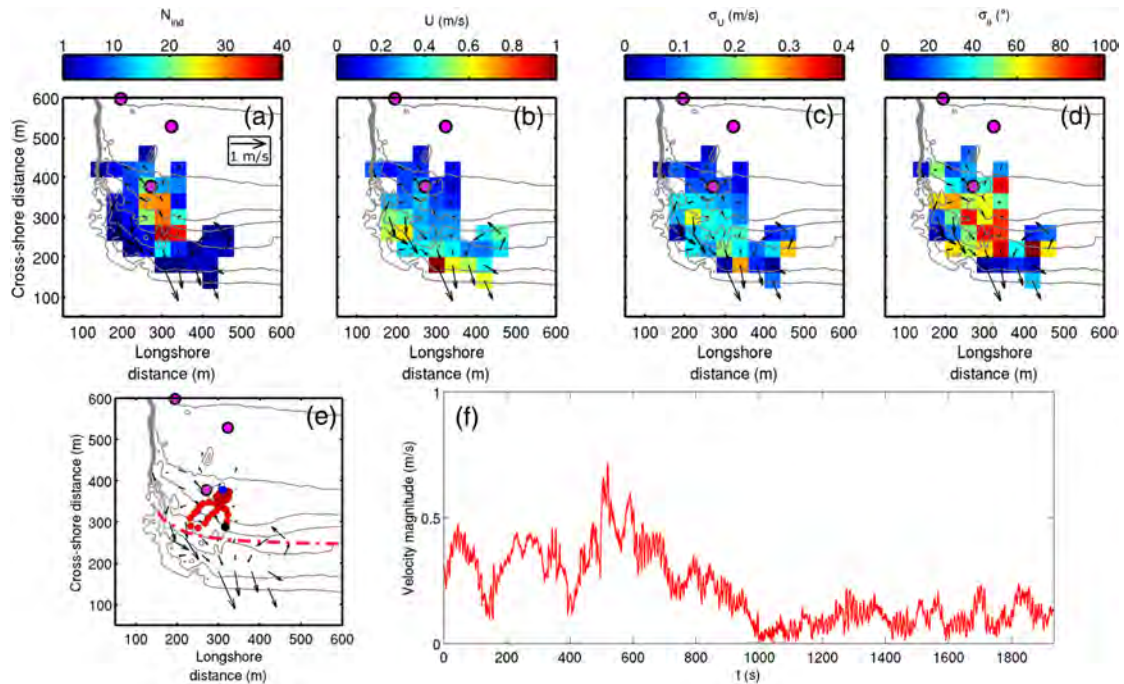 N_ind
U (m/s)
σ_U (m/s)
σ_θ (°)
1 10 20 30 40
0 0.2 0.4 0.6 0.8 1
0 0.1 0.2 0.3 0.4
0 20 40 60 80 100
(a)
(b)
(c)
(d)
1 m/s
600
500
400
300
200
100
Cross-shore distance (m)
100 200 300 400 500 600
100 200 300 400 500 600
100 200 300 400 500 600
100 200 300 400 500 600
Longshore
distance (m)
Longshore
distance (m)
Longshore
distance (m)
Longshore
distance (m)
(e)
600
500
400
300
200
100
Cross-shore distance (m)
100 200 300 400 500 600
Longshore
distance (m)
(f)
1
0.5
0
Velocity magnitude (m/s)
0 200 400 600 800 1000 1200 1400 1600 1800
t (s)